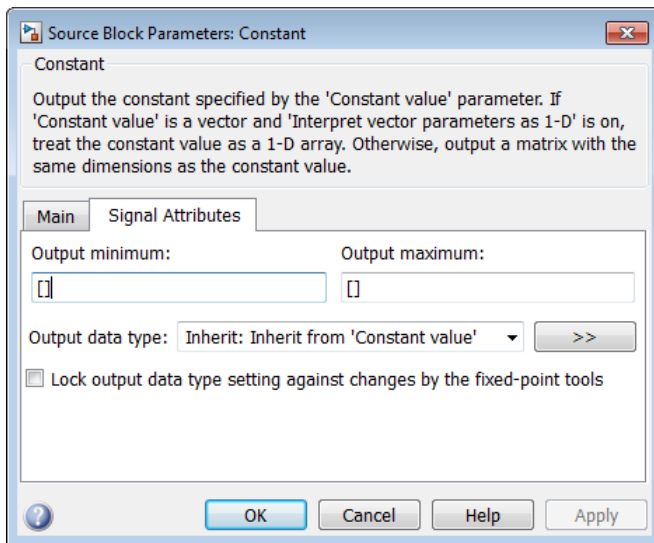 Source Block Parameters: Constant
Constant
Output the constant specified by the 'Constant value' parameter. If
'Constant value' is a vector and 'Interpret vector parameters as 1-D' is on,
treat the constant value as a 1-D array. Otherwise, output a matrix with the
same dimensions as the constant value.
Main Signal Attributes
Output minimum: Output maximum:
[] []
Output data type: Inherit: Inherit from 'Constant value' >>
Lock output data type setting against changes by the fixed-point tools
? OK Cancel Help Apply